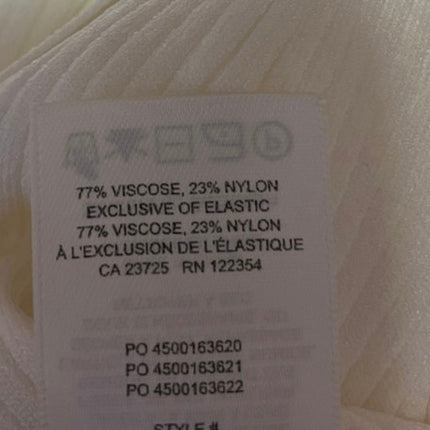 77% VISCOSE, 23% NYLON
EXCLUSIVE OF ELASTIC
77% VISCOSE, 23% NYLON
À L'EXCLUSION DE L'ÉLASTIQUE
CA 23725 RN 122354
PO 4500163620
PO 4500163621
PO 4500163622
STYLE #